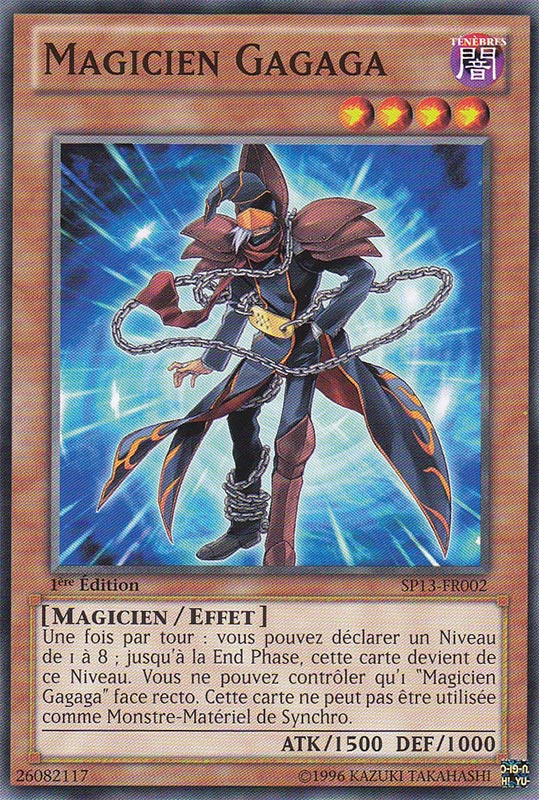 Magicien Gagaga
TÉNÈBRES
闇
1ère Édition
SP13-FR002
[Magicien / Effet]
Une fois par tour : vous pouvez déclarer un Niveau
de 1 à 8 ; jusqu'à la End Phase, cette carte devient de
ce Niveau. Vous ne pouvez contrôler qu'1 "Magicien
Gagaga" face recto. Cette carte ne peut pas être utilisée
comme Monstre-Matériel de Synchro.
ATK/1500 DEF/1000
26082117
©1996 KAZUKI TAKAHASHI